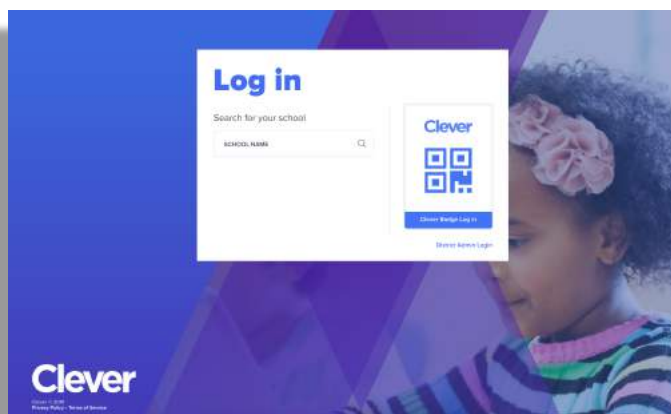 Log in
Search for your school
SCHOOL NAME
Clever
Clever Badge Log in
District Admin Login
Clever
Privacy Policy • Terms of Service